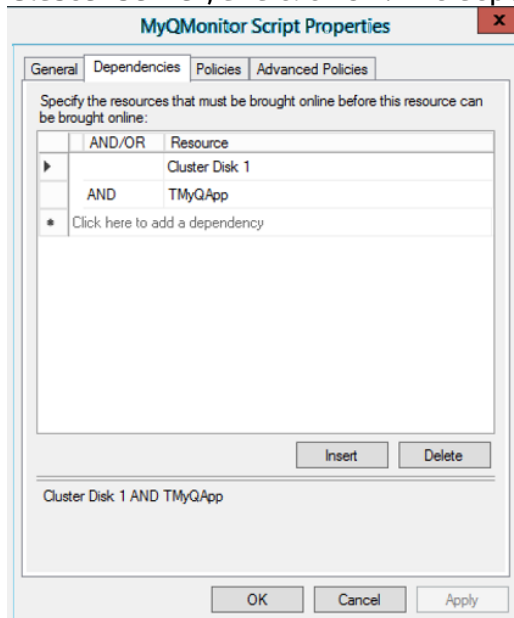 MyQMonitor Script Properties
x
General Dependencies Policies Advanced Policies
Specify the resources that must be brought online before this resource can
be brought online:
AND/OR Resource
Cluster Disk 1
AND TMyQApp
Click here to add a dependency
Insert Delete
Cluster Disk 1 AND TMyQApp
OK Cancel Apply